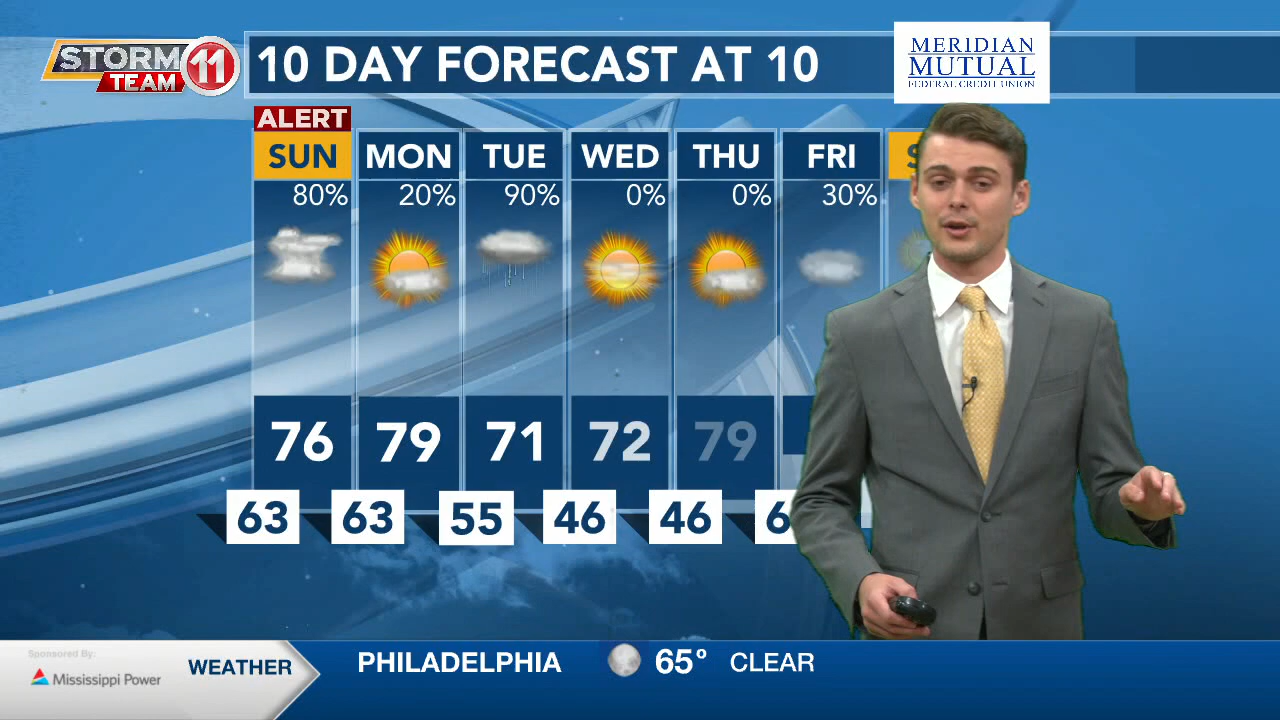 STORM
TEAM 11
10 DAY FORECAST AT 10
MERIDIAN
MUTUAL
FEDERAL CREDIT UNION
ALERT
SUN MON TUE WED THU FRI
80% 20% 90% 0% 0% 30%
76 79 71 72 79
63 63 55 46 46
Sponsored By:
Mississippi Power
WEATHER
PHILADELPHIA 65° CLEAR